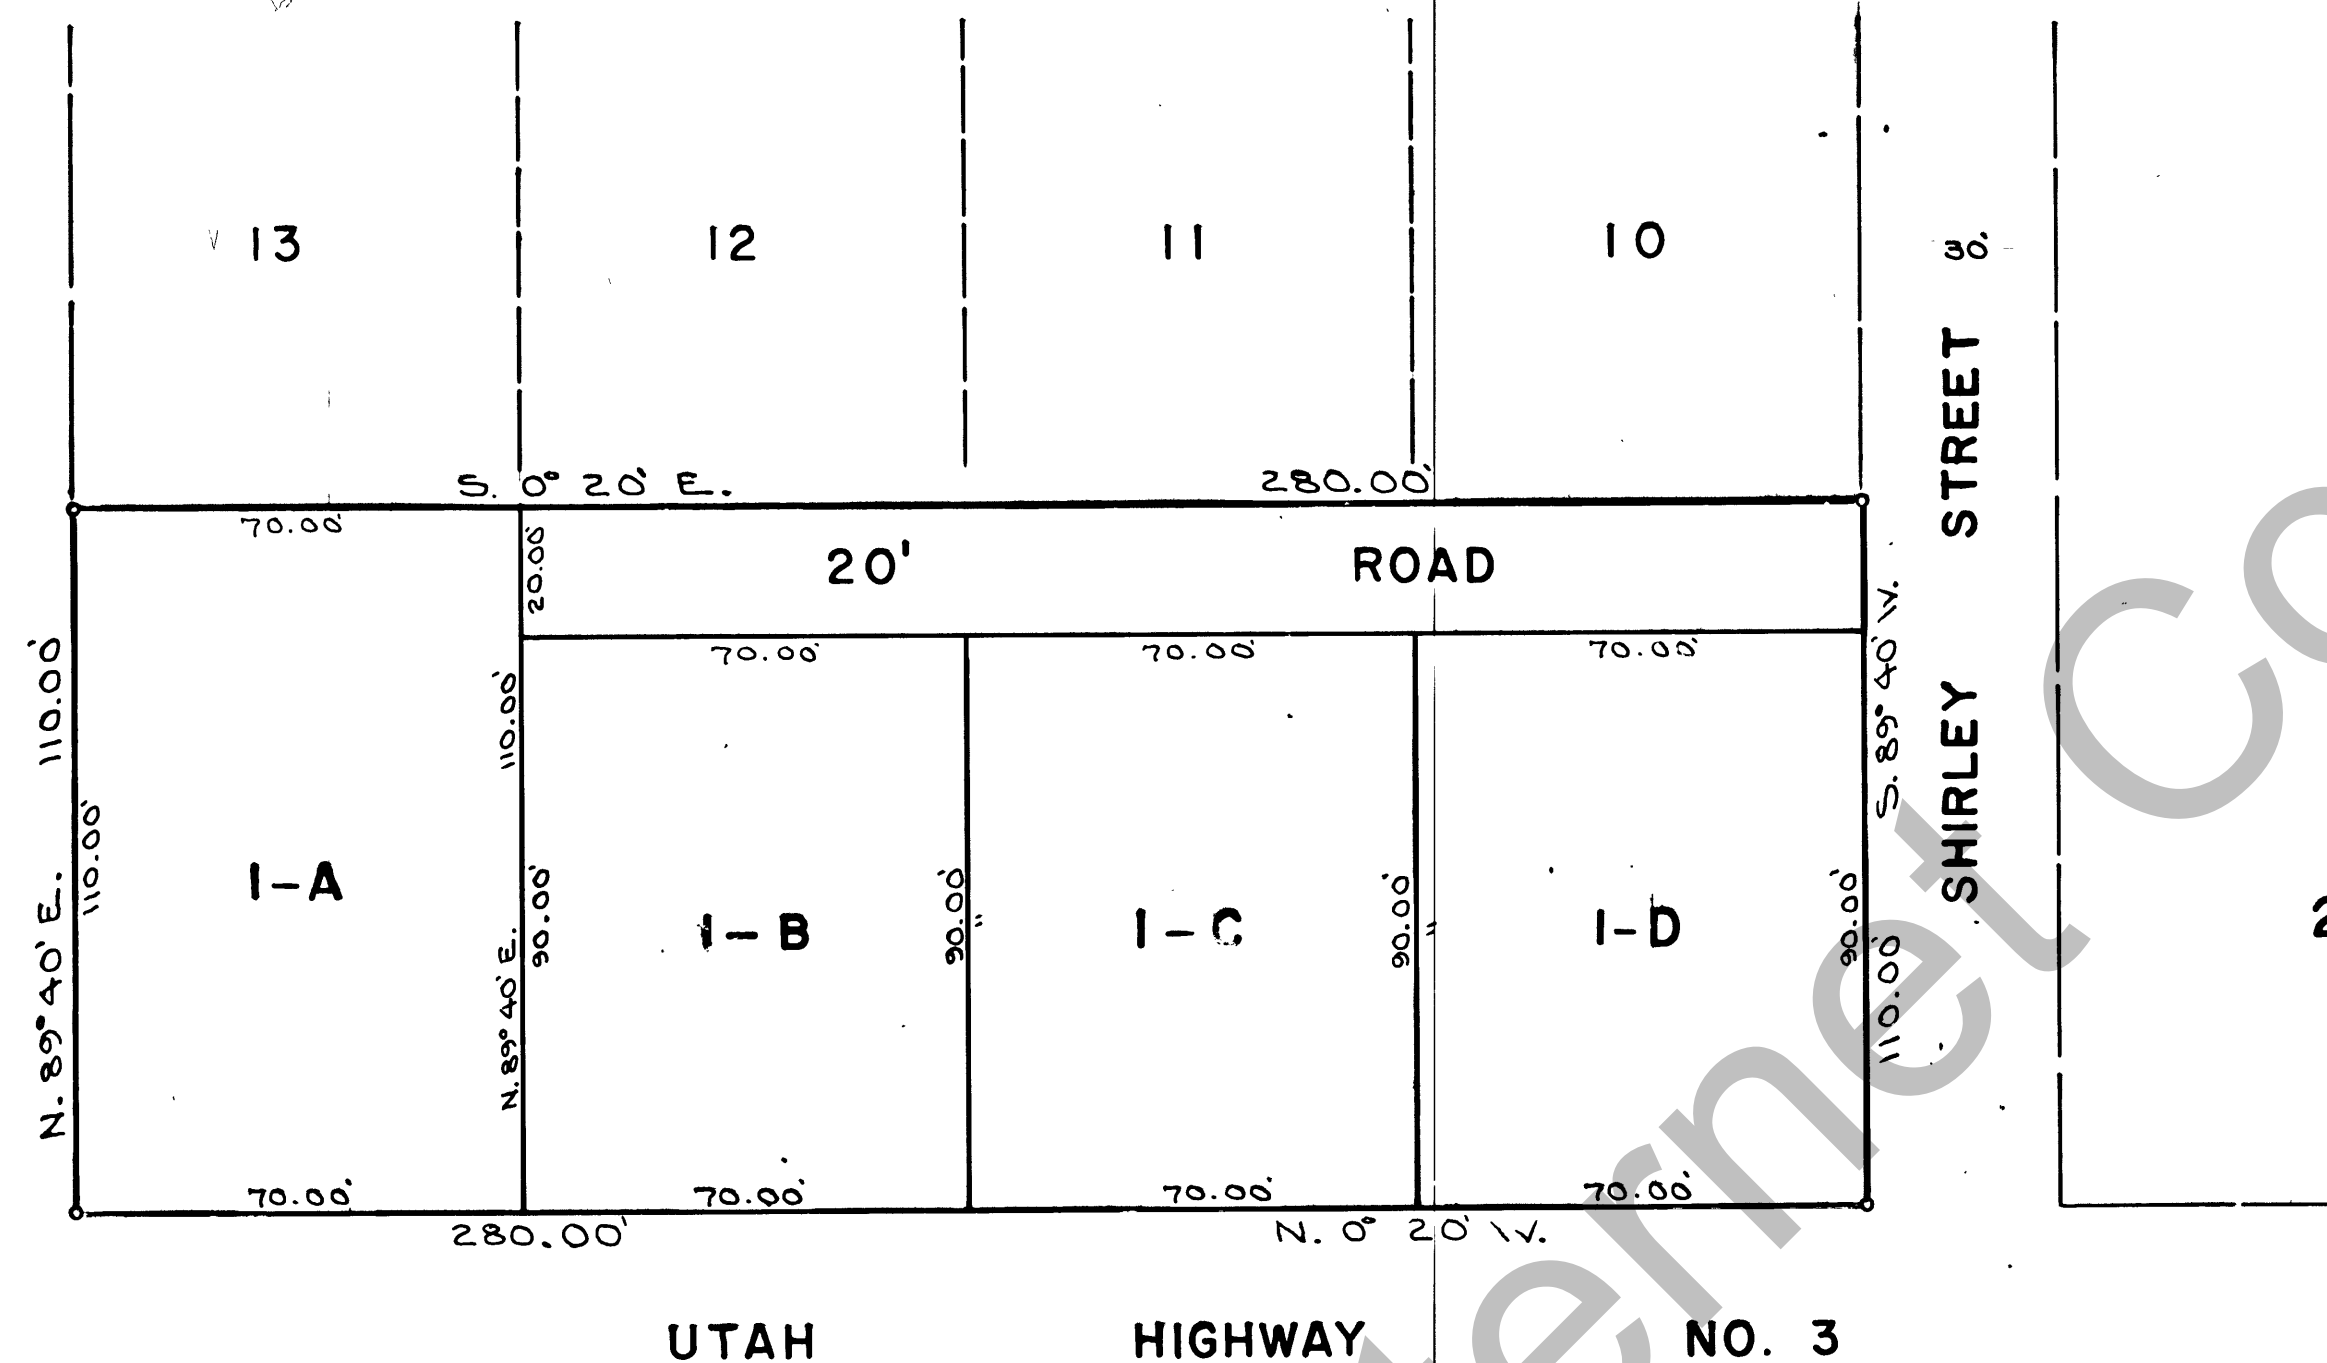 13
12
11
10
30'
STREET
SHIRLEY
S. 0° 20' E.
280.00'
70.00'
20.00'
20'
ROAD
70.00'
70.00'
70.00'
N. 89° 40' E.
110.00'
110.00'
1-A
N. 89° 40' E.
110.00'
90.00'
1-B
90.00'
"
1-C
90.00'
"
1-D
90.00'
S. 89° 40' W.
110.00'
2
70.00'
70.00'
70.00'
70.00'
280.00'
N. 0° 20' W.
UTAH HIGHWAY NO. 3
ternet Co